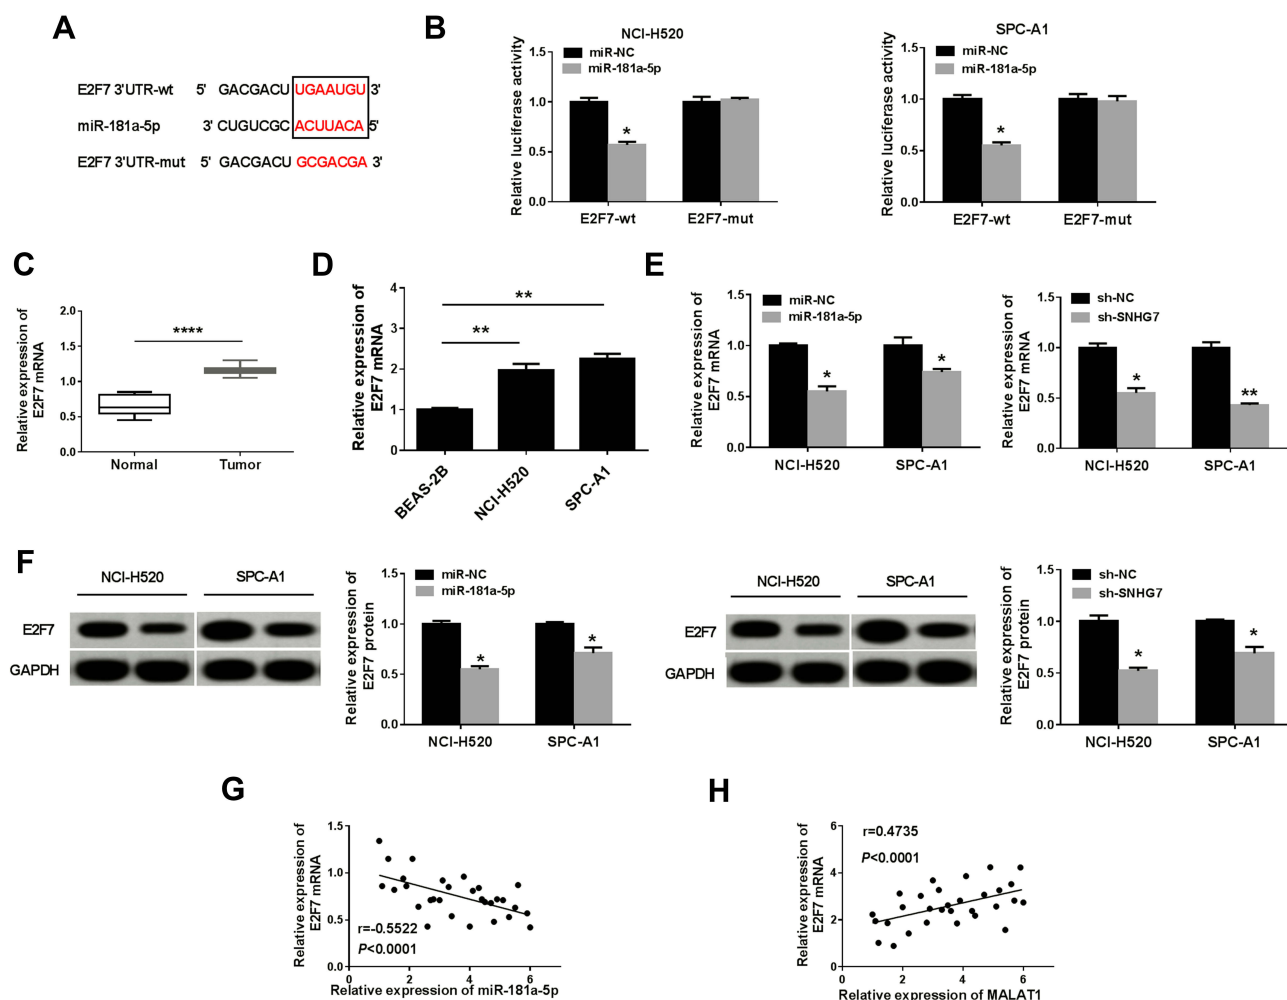 A
E2F7 3'UTR-wt 5' GACGACU UGAAUGU 3'
miR-181a-5p 3' CUGUCGC ACUUACA 5'
E2F7 3'UTR-mut 5' GACGACU GCGACGA 3'
B
NCI-H520
miR-NC
miR-181a-5p
Relative luciferase activity
1.5
1.0
0.5
0.0
*
E2F7-wt E2F7-mut
SPC-A1
miR-NC
miR-181a-5p
Relative luciferase activity
1.5
1.0
0.5
0.0
*
E2F7-wt E2F7-mut
C
Relative expression of
E2F7 mRNA
2.0
1.5
1.0
0.5
0.0
****
Normal Tumor
D
Relative expression of
E2F7 mRNA
4
3
2
1
0
**
**
BEAS-2B
NCI-H520
SPC-A1
E
Relative expression of
E2F7 mRNA
1.5
1.0
0.5
0.0
miR-NC
miR-181a-5p
* *
NCI-H520 SPC-A1
Relative expression of
E2F7 mRNA
1.5
1.0
0.5
0.0
sh-NC
sh-SNHG7
* **
NCI-H520 SPC-A1
F
NCI-H520 SPC-A1
E2F7
GAPDH
Relative expression of
E2F7 protein
1.5
1.0
0.5
0.0
miR-NC
miR-181a-5p
* *
NCI-H520 SPC-A1
NCI-H520 SPC-A1
E2F7
GAPDH
Relative expression of
E2F7 protein
1.5
1.0
0.5
0.0
sh-NC
sh-SNHG7
* *
NCI-H520 SPC-A1
G
Relative expression of
E2F7 mRNA
1.5
1.0
0.5
0.0
r=-0.5522
P<0.0001
0 2 4 6
Relative expression of miR-181a-5p
H
Relative expression of
E2F7 mRNA
6
4
2
0
r=0.4735
P<0.0001
0 2 4 6
Relative expression of MALAT1